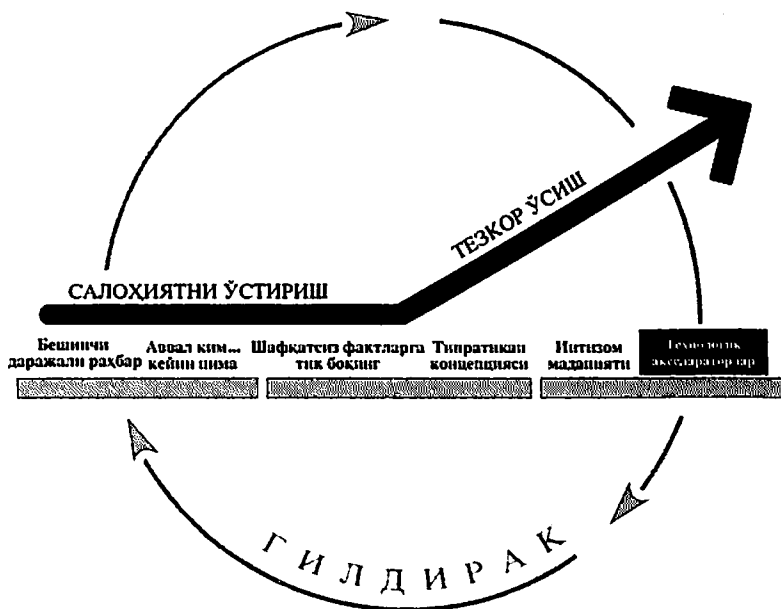 ТЕЗКОР ЎСИШ
САЛОҲИЯТНИ ЎСТИРИШ
Бешинчи
даражали раҳбар
Аввал ким...
кейин нима
Шафқатсиз фактларга
тик боқинг
Типратикан
концепцияси
Интизом
маданияти
Технологик
акселераторлар
ГИЛДИРАК